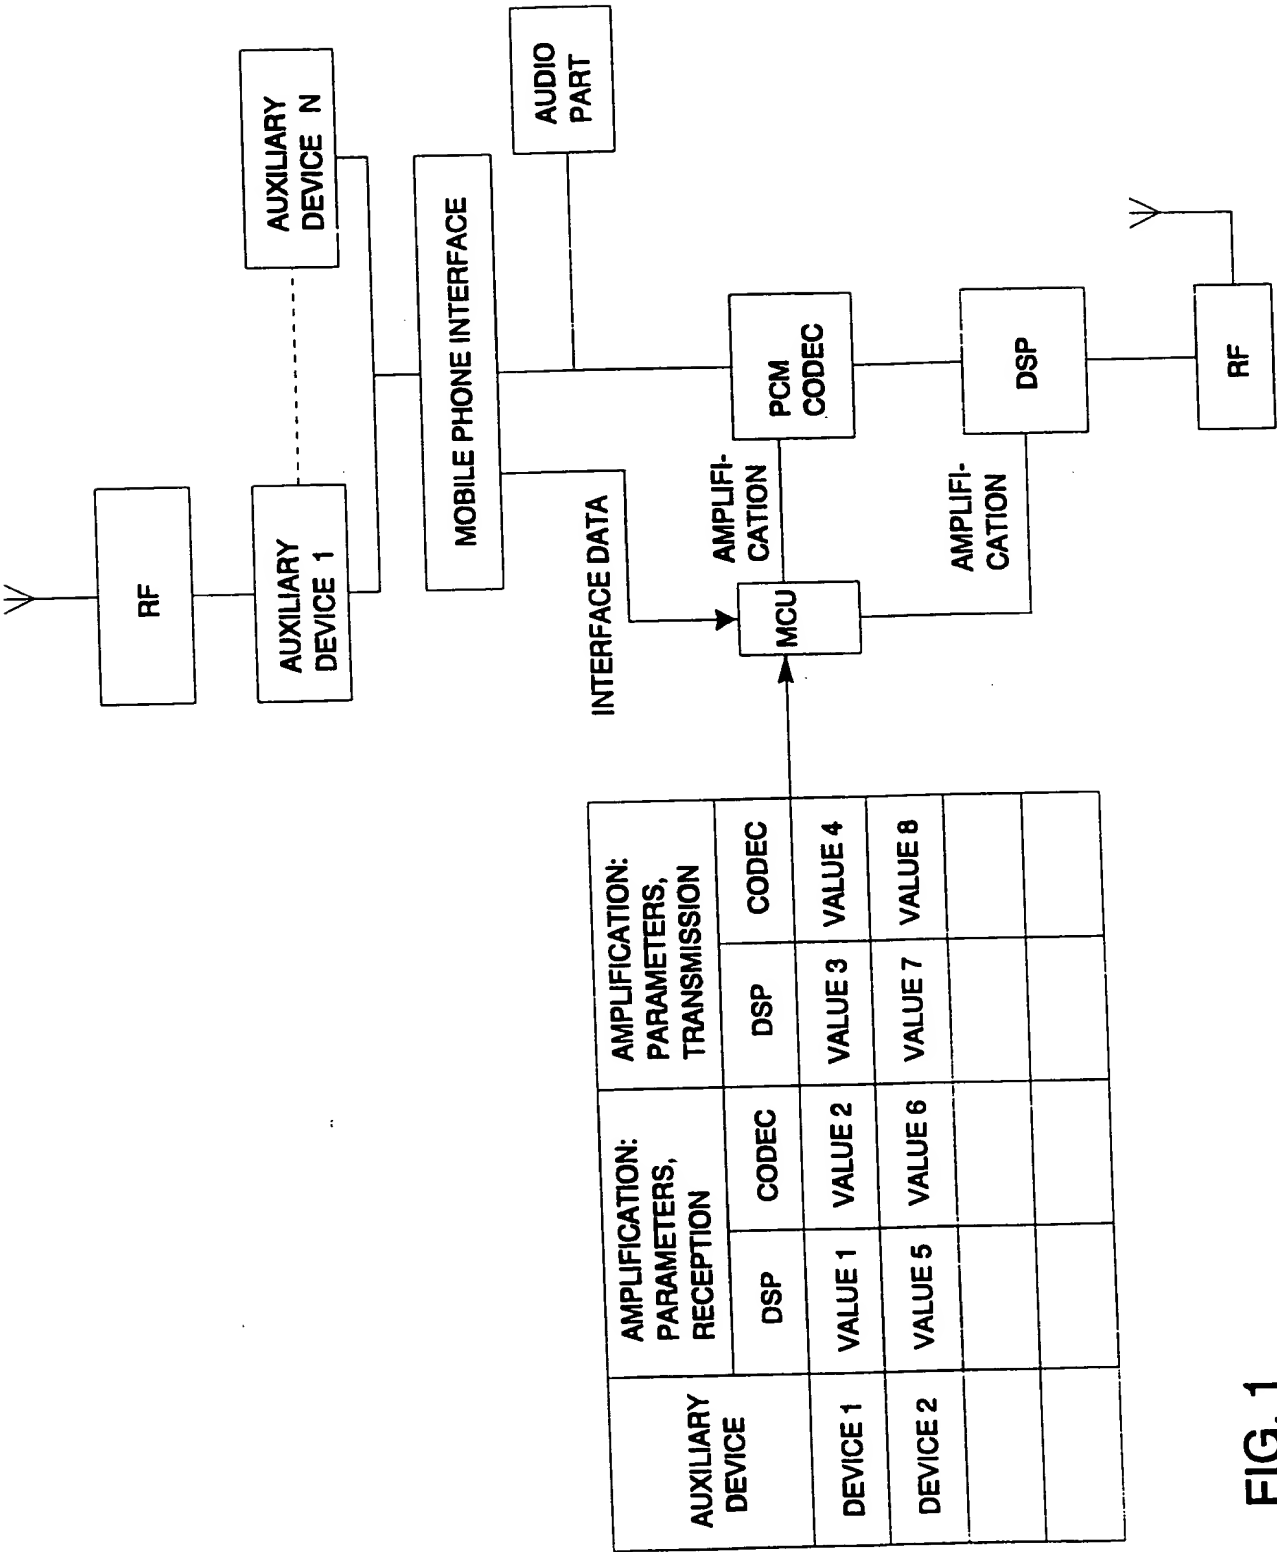 RF
AUXILIARY
DEVICE 1
AUXILIARY
DEVICE N
MOBILE PHONE INTERFACE
AUDIO
PART
INTERFACE DATA
MCU
AMPLIFI-
CATION
PCM
CODEC
AMPLIFI-
CATION
DSP
RF
AUXILIARY
DEVICE
AMPLIFICATION:
PARAMETERS,
RECEPTION
AMPLIFICATION:
PARAMETERS,
TRANSMISSION
DSP
CODEC
DSP
CODEC
DEVICE 1
VALUE 1
VALUE 2
VALUE 3
VALUE 4
DEVICE 2
VALUE 5
VALUE 6
VALUE 7
VALUE 8
FIG. 1